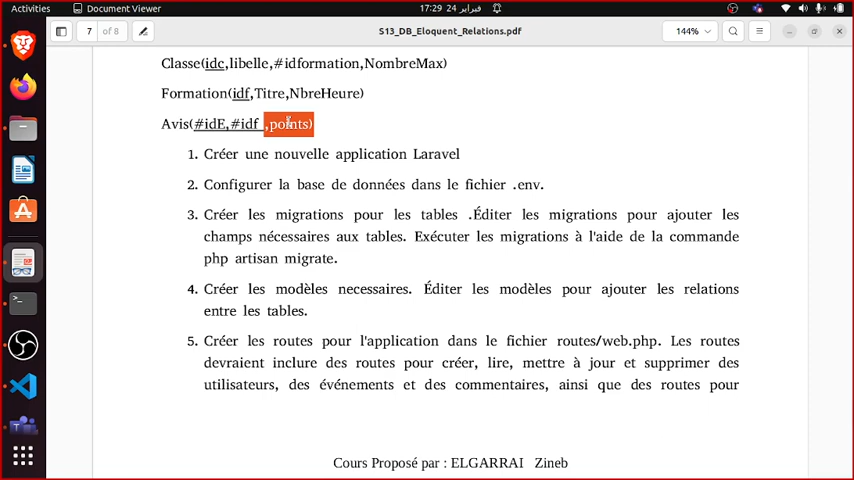 Activities
Document Viewer
17:29 24 فبراير
7
of 8
S13_DB_Eloquent_Relations.pdf
144%
Classe(idc,libelle,#idformation,NombreMax)
Formation(idf,Titre,NbreHeure)
Avis(#idE,#idf ,points)
1. Créer une nouvelle application Laravel
2. Configurer la base de données dans le fichier .env.
3. Créer les migrations pour les tables .Éditer les migrations pour ajouter les
champs nécessaires aux tables. Exécuter les migrations à l'aide de la commande
php artisan migrate.
4. Créer les modèles necessaires. Éditer les modèles pour ajouter les relations
entre les tables.
5. Créer les routes pour l'application dans le fichier routes/web.php. Les routes
devraient inclure des routes pour créer, lire, mettre à jour et supprimer des
utilisateurs, des événements et des commentaires, ainsi que des routes pour
Cours Proposé par : ELGARRAI Zineb